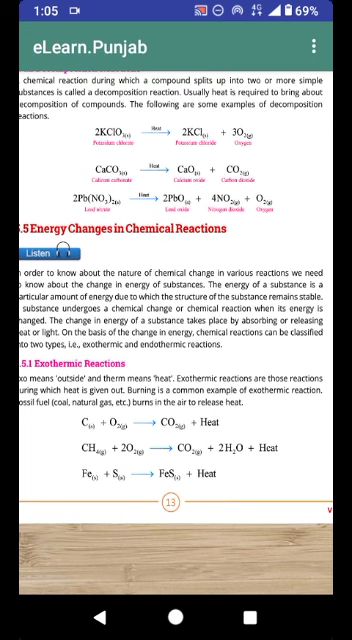 1:05 4G 69%
eLearn.Punjab
chemical reaction during which a compound splits up into two or more simple
ubstances is called a decomposition reaction. Usually heat is required to bring about
ecomposition of compounds. The following are some examples of decomposition
eactions.
2KClO₃(s) Heat → 2KCl(s) + 3O₂(g)
Potassium chlorate Potassium chloride Oxygen
CaCO₃(s) Heat → CaO(s) + CO₂(g)
Calcium carbonate Calcium oxide Carbon dioxide
2Pb(NO₃)₂(s) Heat → 2PbO(s) + 4NO₂(g) + O₂(g)
Lead nitrate Lead oxide Nitrogen dioxide Oxygen
.5 Energy Changes in Chemical Reactions
Listen
n order to know about the nature of chemical change in various reactions we need
o know about the change in energy of substances. The energy of a substance is a
articular amount of energy due to which the structure of the substance remains stable.
substance undergoes a chemical change or chemical reaction when its energy is
hanged. The change in energy of a substance takes place by absorbing or releasing
eat or light. On the basis of the change in energy, chemical reactions can be classified
nto two types, i.e., exothermic and endothermic reactions.
.5.1 Exothermic Reactions
xo means 'outside' and therm means 'heat'. Exothermic reactions are those reactions
uring which heat is given out. Burning is a common example of exothermic reaction.
ossil fuel (coal, natural gas, etc.) burns in the air to release heat.
C(s) + O₂(g) → CO₂(g) + Heat
CH₄(g) + 2O₂(g) → CO₂(g) + 2H₂O + Heat
Fe(s) + S(s) → FeS(s) + Heat
13
v